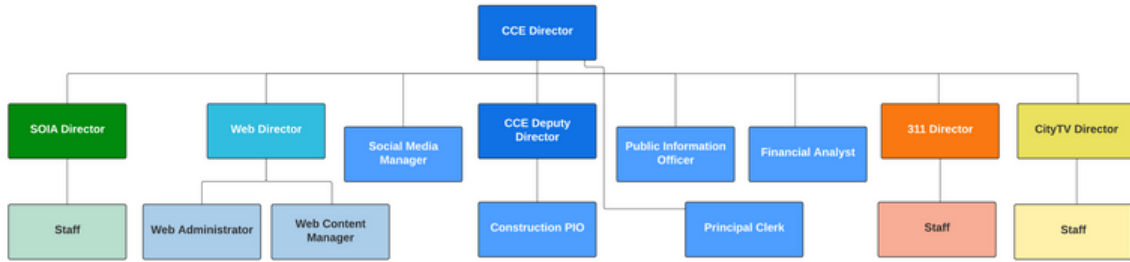 CCE Director
SOIA Director
Web Director
Social Media
Manager
CCE Deputy
Director
Public Information
Officer
Financial Analyst
311 Director
CityTV Director
Staff
Web Administrator
Web Content
Manager
Construction PIO
Principal Clerk
Staff
Staff